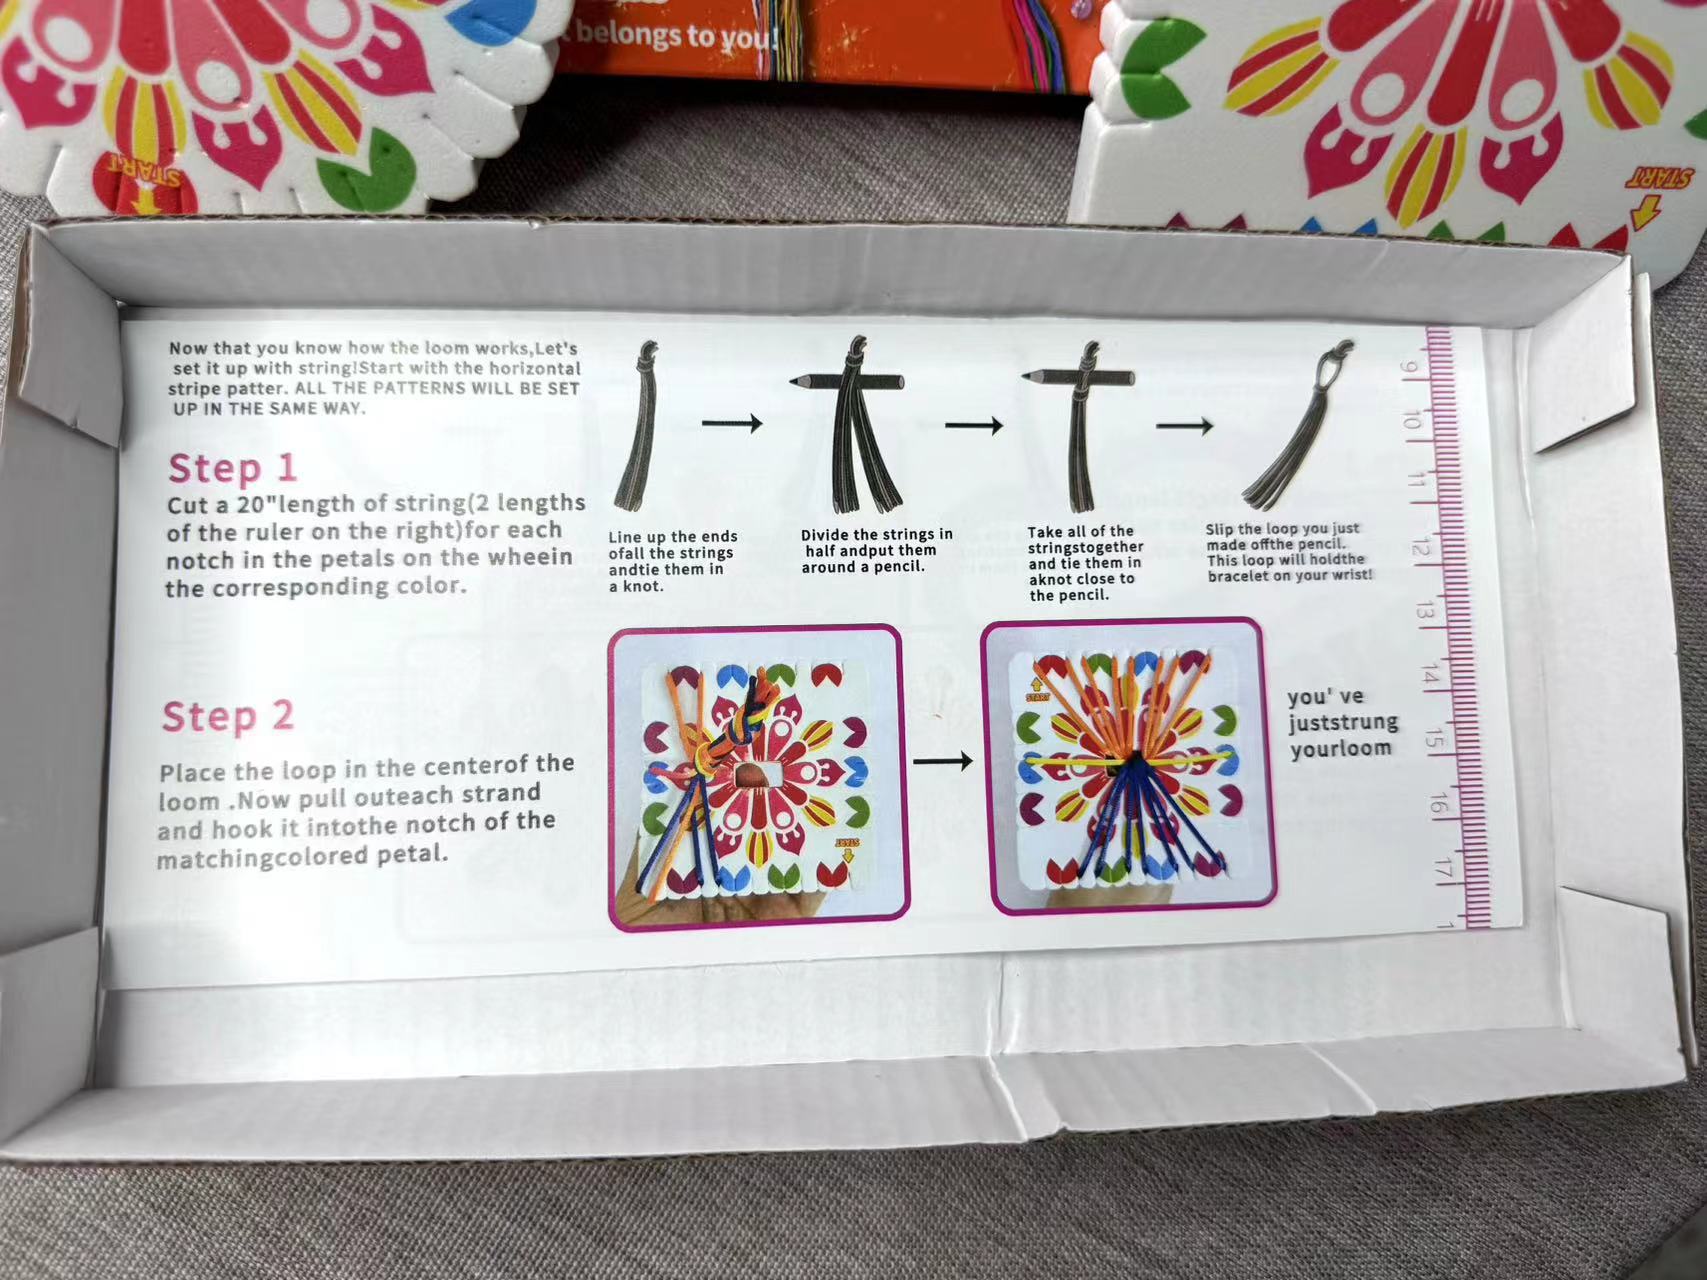 belongs to you!
START
START
Now that you know how the loom works,Let's
set it up with string!Start with the horizontal
stripe patter. ALL THE PATTERNS WILL BE SET
UP IN THE SAME WAY.
Step 1
Cut a 20"length of string(2 lengths
of the ruler on the right)for each
notch in the petals on the wheein
the corresponding color.
Line up the ends
ofall the strings
andtie them in
a knot.
Divide the strings in
half andput them
around a pencil.
Take all of the
stringstogether
and tie them in
aknot close to
the pencil.
Slip the loop you just
made offthe pencil.
This loop will holdthe
bracelet on your wrist!
Step 2
Place the loop in the centerof the
loom .Now pull outeach strand
and hook it intothe notch of the
matchingcolored petal.
START
START
you' ve
juststrung
yourloom
9
10
11
12
13
14
15
16
17
1